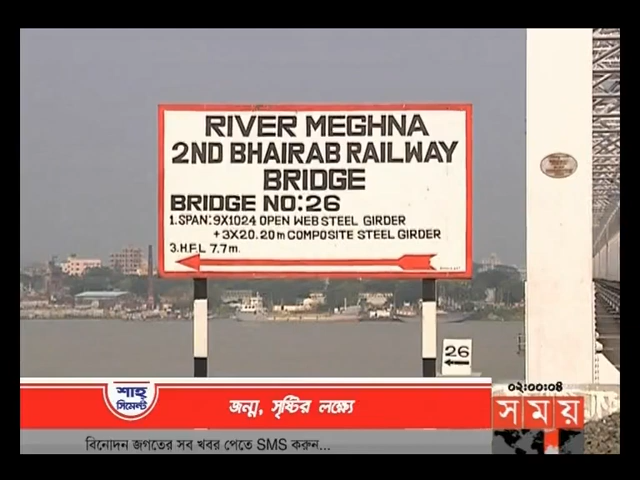 RIVER MEGHNA
2ND BHAIRAB RAILWAY
BRIDGE
BRIDGE NO:26
1.SPAN: 9X1024 OPEN WEB STEEL GIRDER
+3X20.20m COMPOSITE STEEL GIRDER
3.H.F.L 7.7m.
26
০২:০০:০৪
শাহ্
সিমেন্ট
জন্ম, সৃষ্টির লক্ষ্যে
সময়
বিনোদন জগতের সব খবর পেতে SMS করুন...